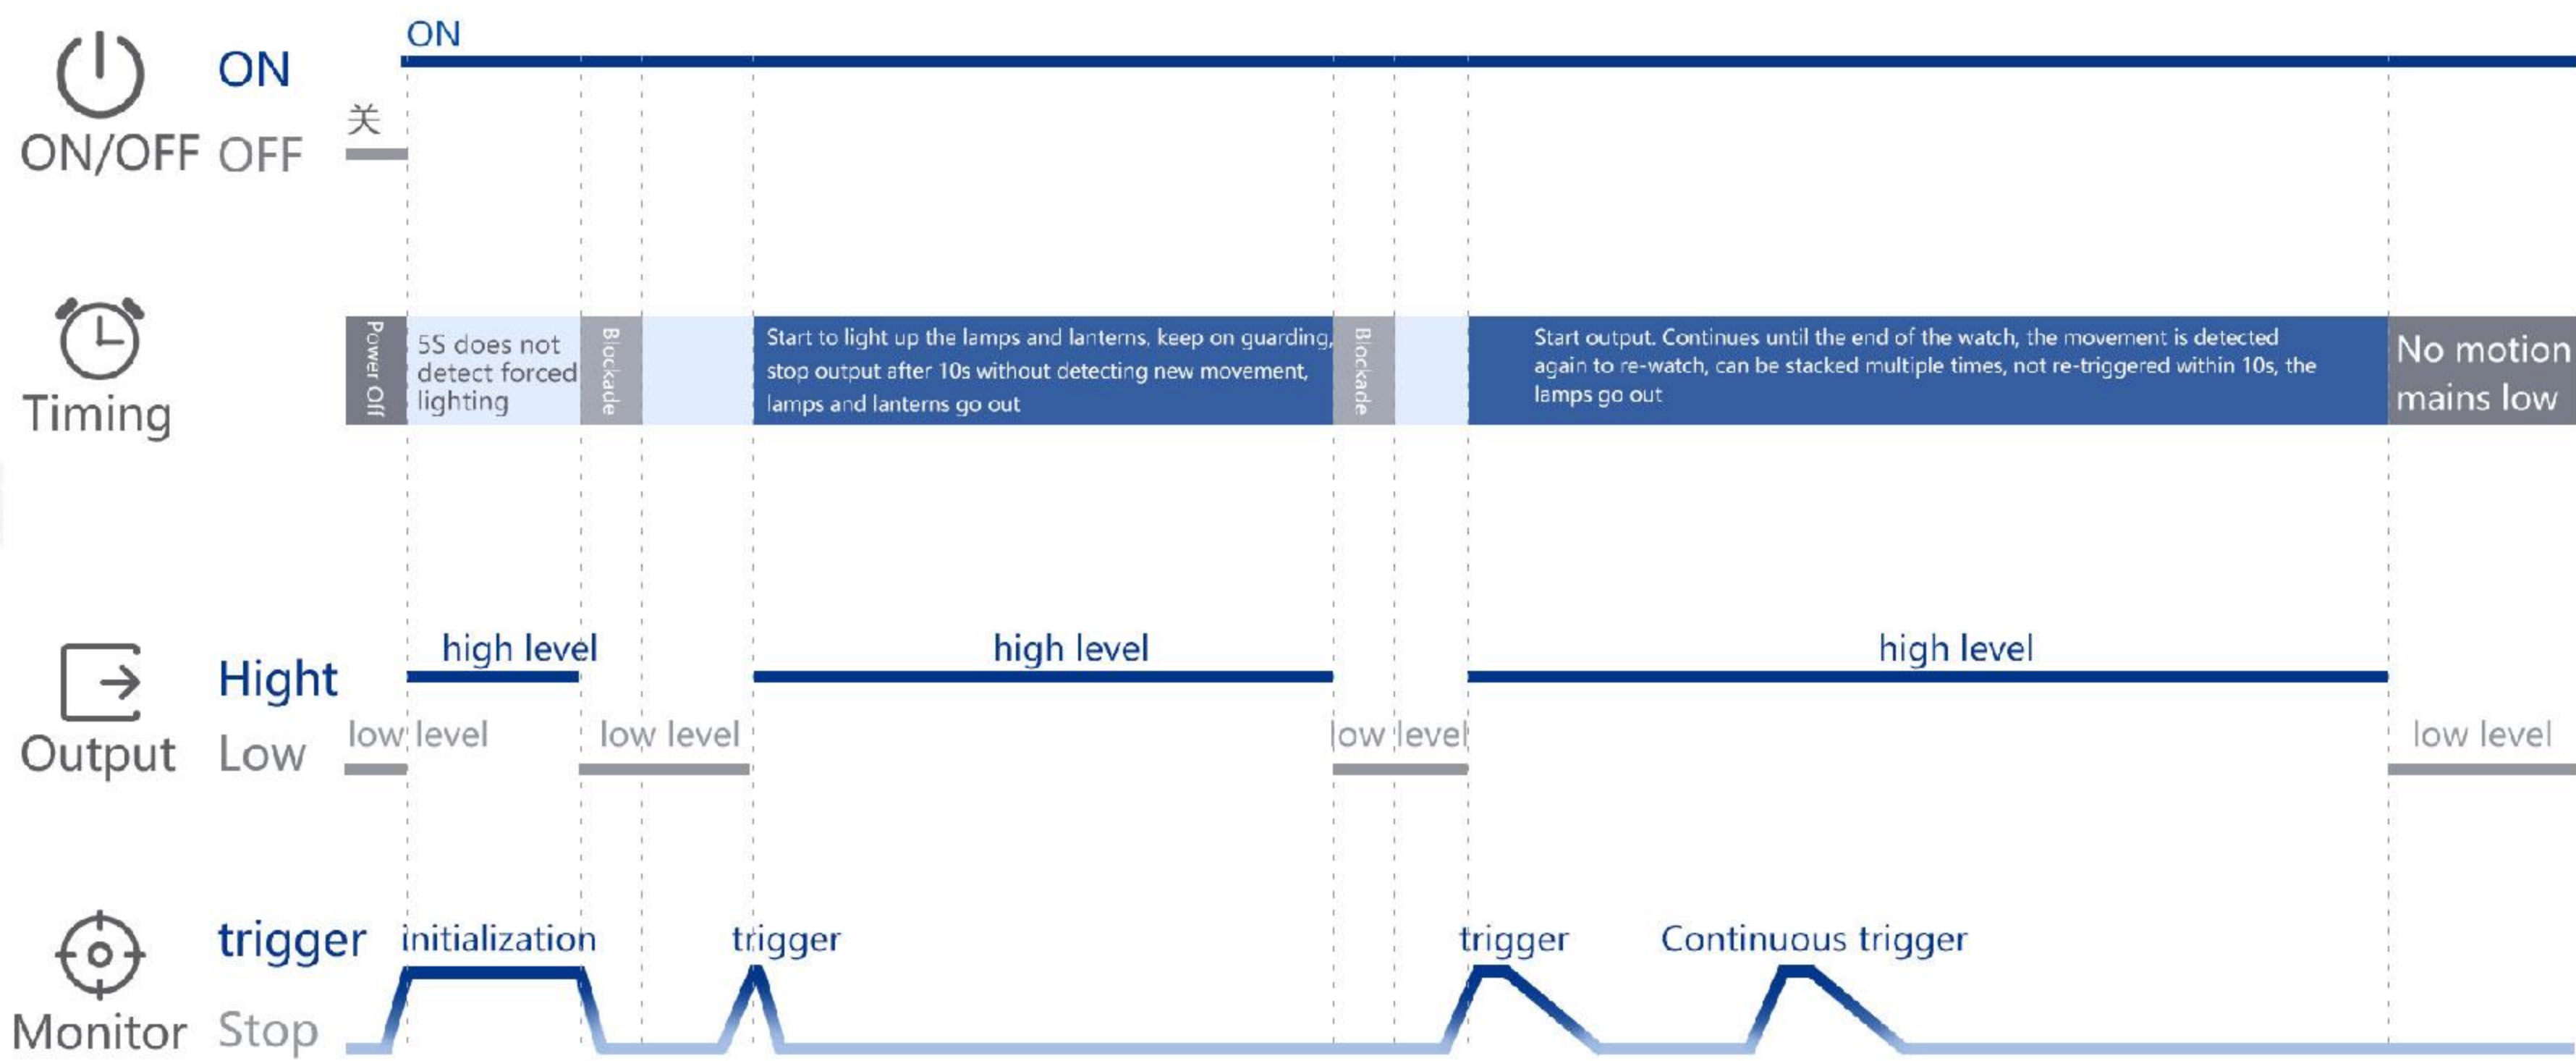 ON
ON
关
ON/OFF OFF
Timing
Power Off
5S does not
detect forced
lighting
Blockade
Start to light up the lamps and lanterns, keep on guarding,
stop output after 10s without detecting new movement,
lamps and lanterns go out
Blockade
Start output. Continues until the end of the watch, the movement is detected
again to re-watch, can be stacked multiple times, not re-triggered within 10s, the
lamps go out
No motion
mains low
high level
high level
high level
Hight
low level
low level
low level
low level
Output Low
trigger
initialization
trigger
trigger
Continuous trigger
Monitor Stop